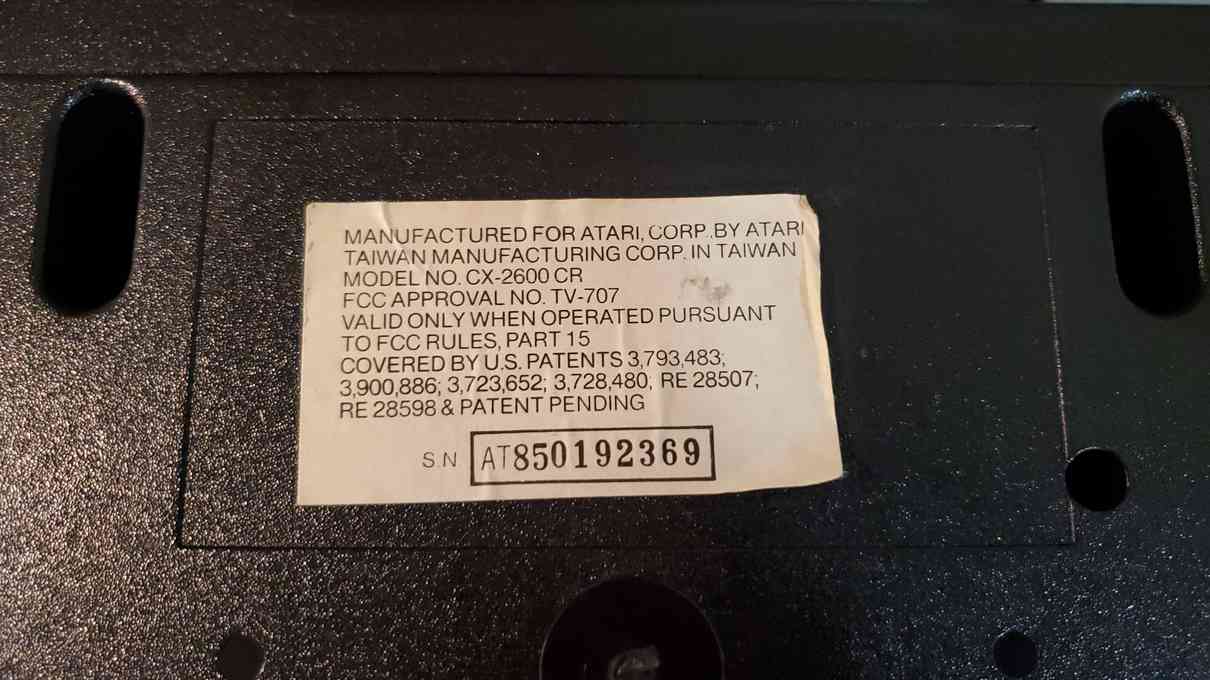 MANUFACTURED FOR ATARI, CORP. BY ATARI
TAIWAN MANUFACTURING CORP. IN TAIWAN
MODEL NO. CX-2600 CR
FCC APPROVAL NO. TV-707
VALID ONLY WHEN OPERATED PURSUANT
TO FCC RULES, PART 15
COVERED BY U.S. PATENTS 3,793,483;
3,900,886; 3,723,652; 3,728,480; RE 28507;
RE 28598 & PATENT PENDING
S.N AT850192369